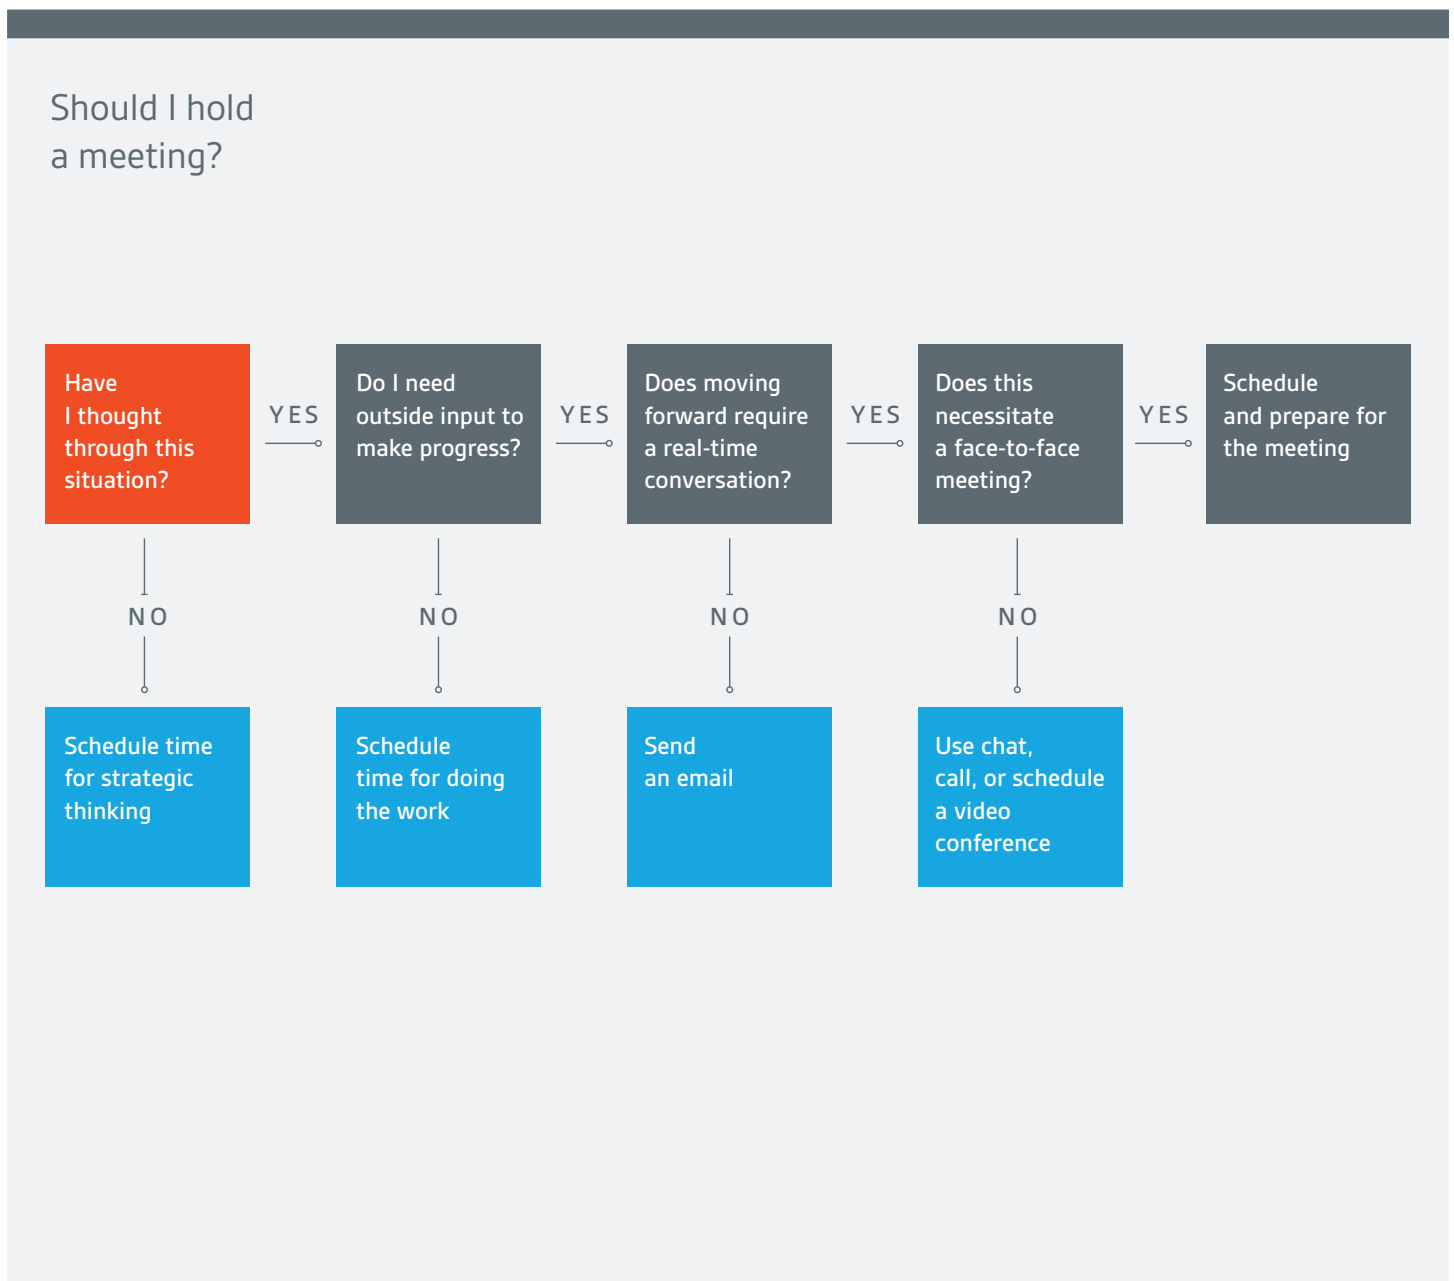 Should I hold
a meeting?
Have
I thought
through this
situation?
YES
Do I need
outside input to
make progress?
YES
Does moving
forward require
a real-time
conversation?
YES
Does this
necessitate
a face-to-face
meeting?
YES
Schedule
and prepare for
the meeting
NO
NO
NO
NO
Schedule time
for strategic
thinking
Schedule
time for doing
the work
Send
an email
Use chat,
call, or schedule
a video
conference